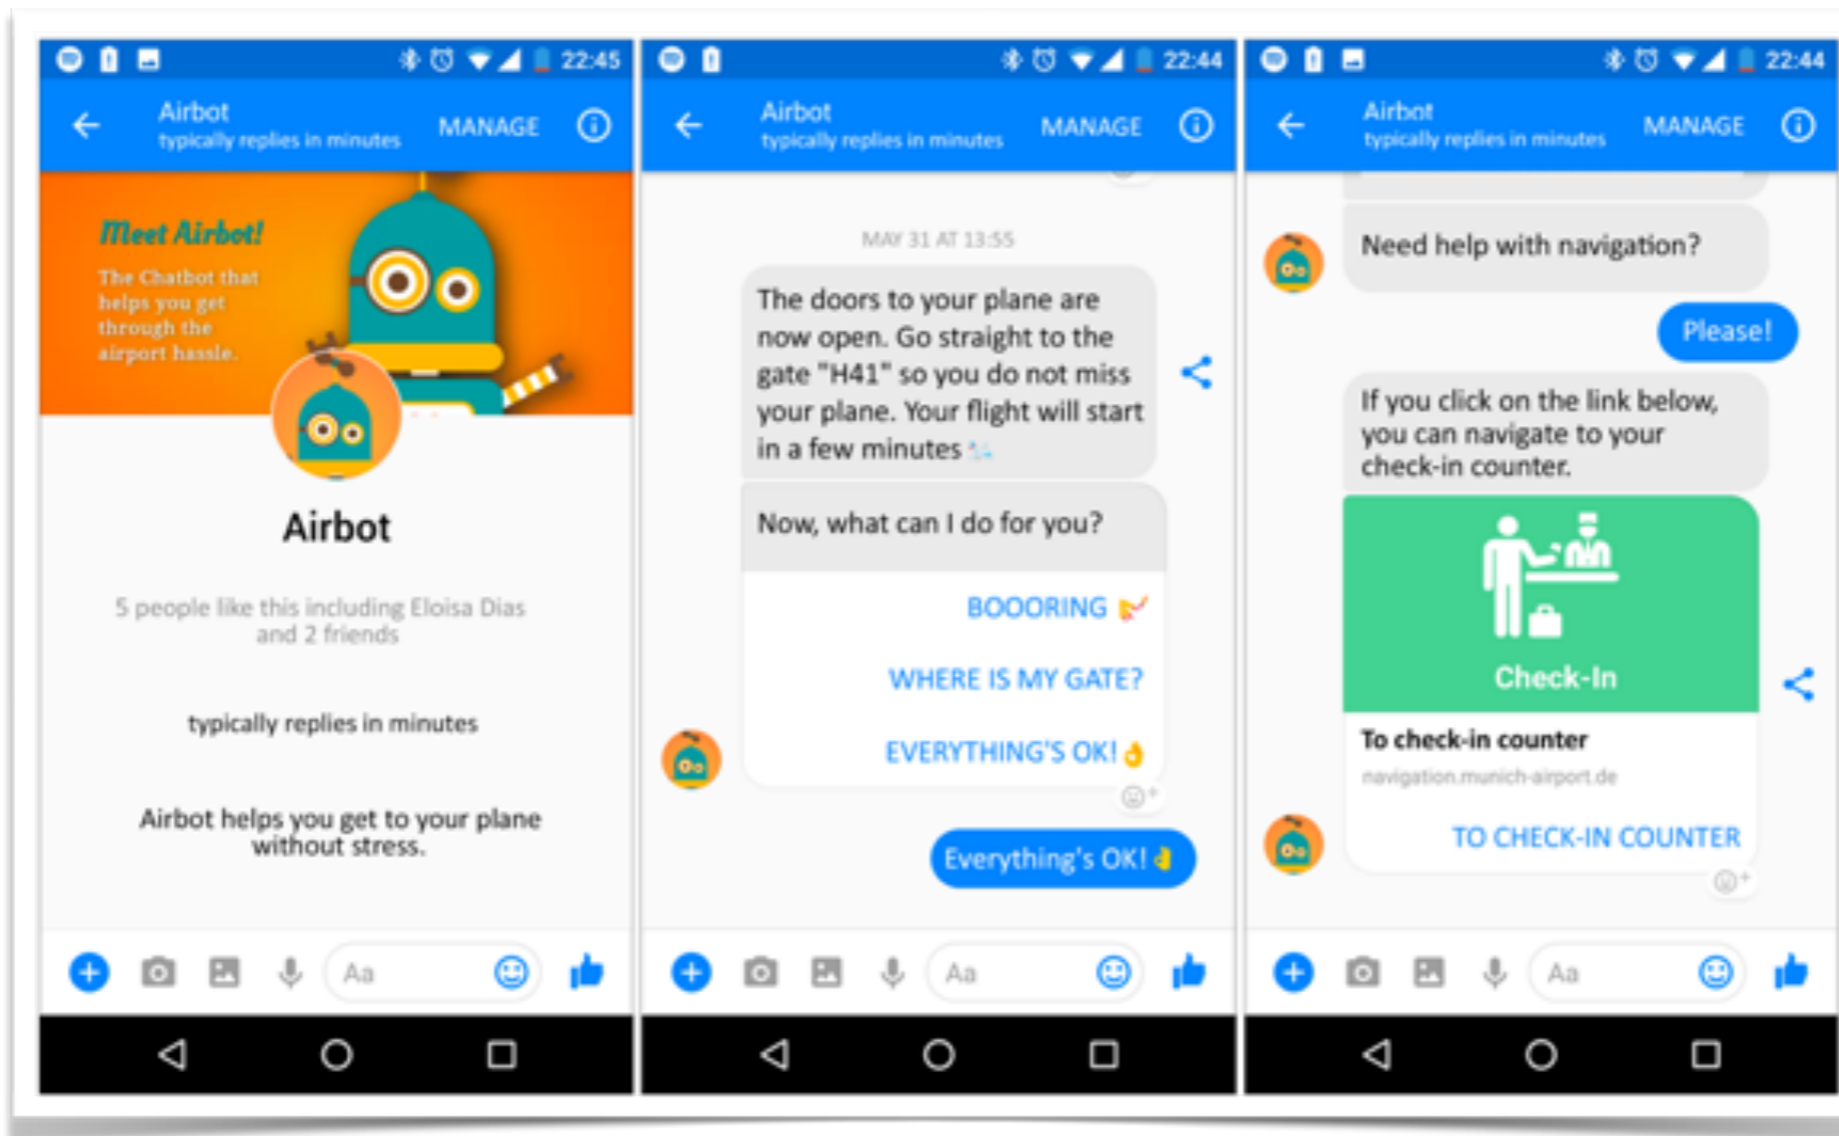 22:45
Airbot
typically replies in minutes
MANAGE
Meet Airbot!
The Chatbot that
helps you get
through the
airport hassle.
Airbot
5 people like this including Eloisa Dias
and 2 friends
typically replies in minutes
Airbot helps you get to your plane
without stress.
Aa
22:44
Airbot
typically replies in minutes
MANAGE
MAY 31 AT 13:55
The doors to your plane are
now open. Go straight to the
gate "H41" so you do not miss
your plane. Your flight will start
in a few minutes
Now, what can I do for you?
BOOORING
WHERE IS MY GATE?
EVERYTHING'S OK! 👌
Everything's OK! 👌
Aa
22:44
Airbot
typically replies in minutes
MANAGE
Need help with navigation?
Please!
If you click on the link below,
you can navigate to your
check-in counter.
Check-In
To check-in counter
navigation.munich-airport.de
TO CHECK-IN COUNTER
Aa